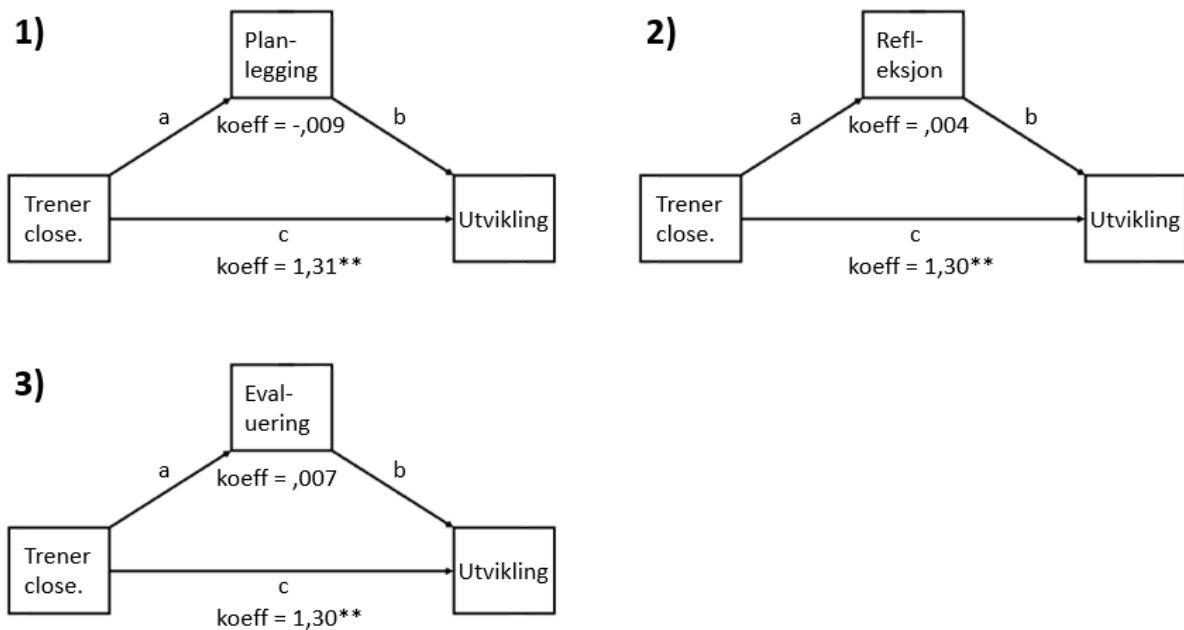 1)
Plan-
legging
a
b
koeff = -,009
Trener
close.
Utvikling
c
koeff = 1,31**
2)
Refl-
eksjon
a
b
koeff = ,004
Trener
close.
Utvikling
c
koeff = 1,30**
3)
Eval-
uering
a
b
koeff = ,007
Trener
close.
Utvikling
c
koeff = 1,30**